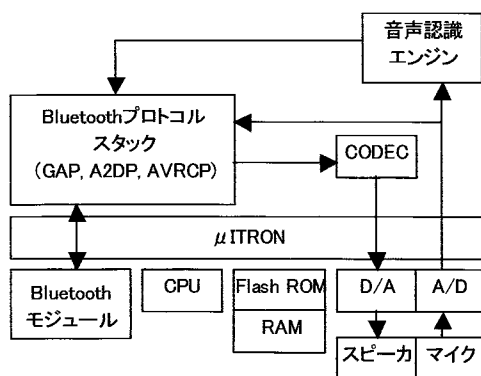 音声認識
エンジン
Bluetoothプロトコル
スタック
(GAP, A2DP, AVRCP)
CODEC
μITRON
Bluetooth
モジュール
CPU
Flash ROM
RAM
D/A
A/D
スピーカ
マイク